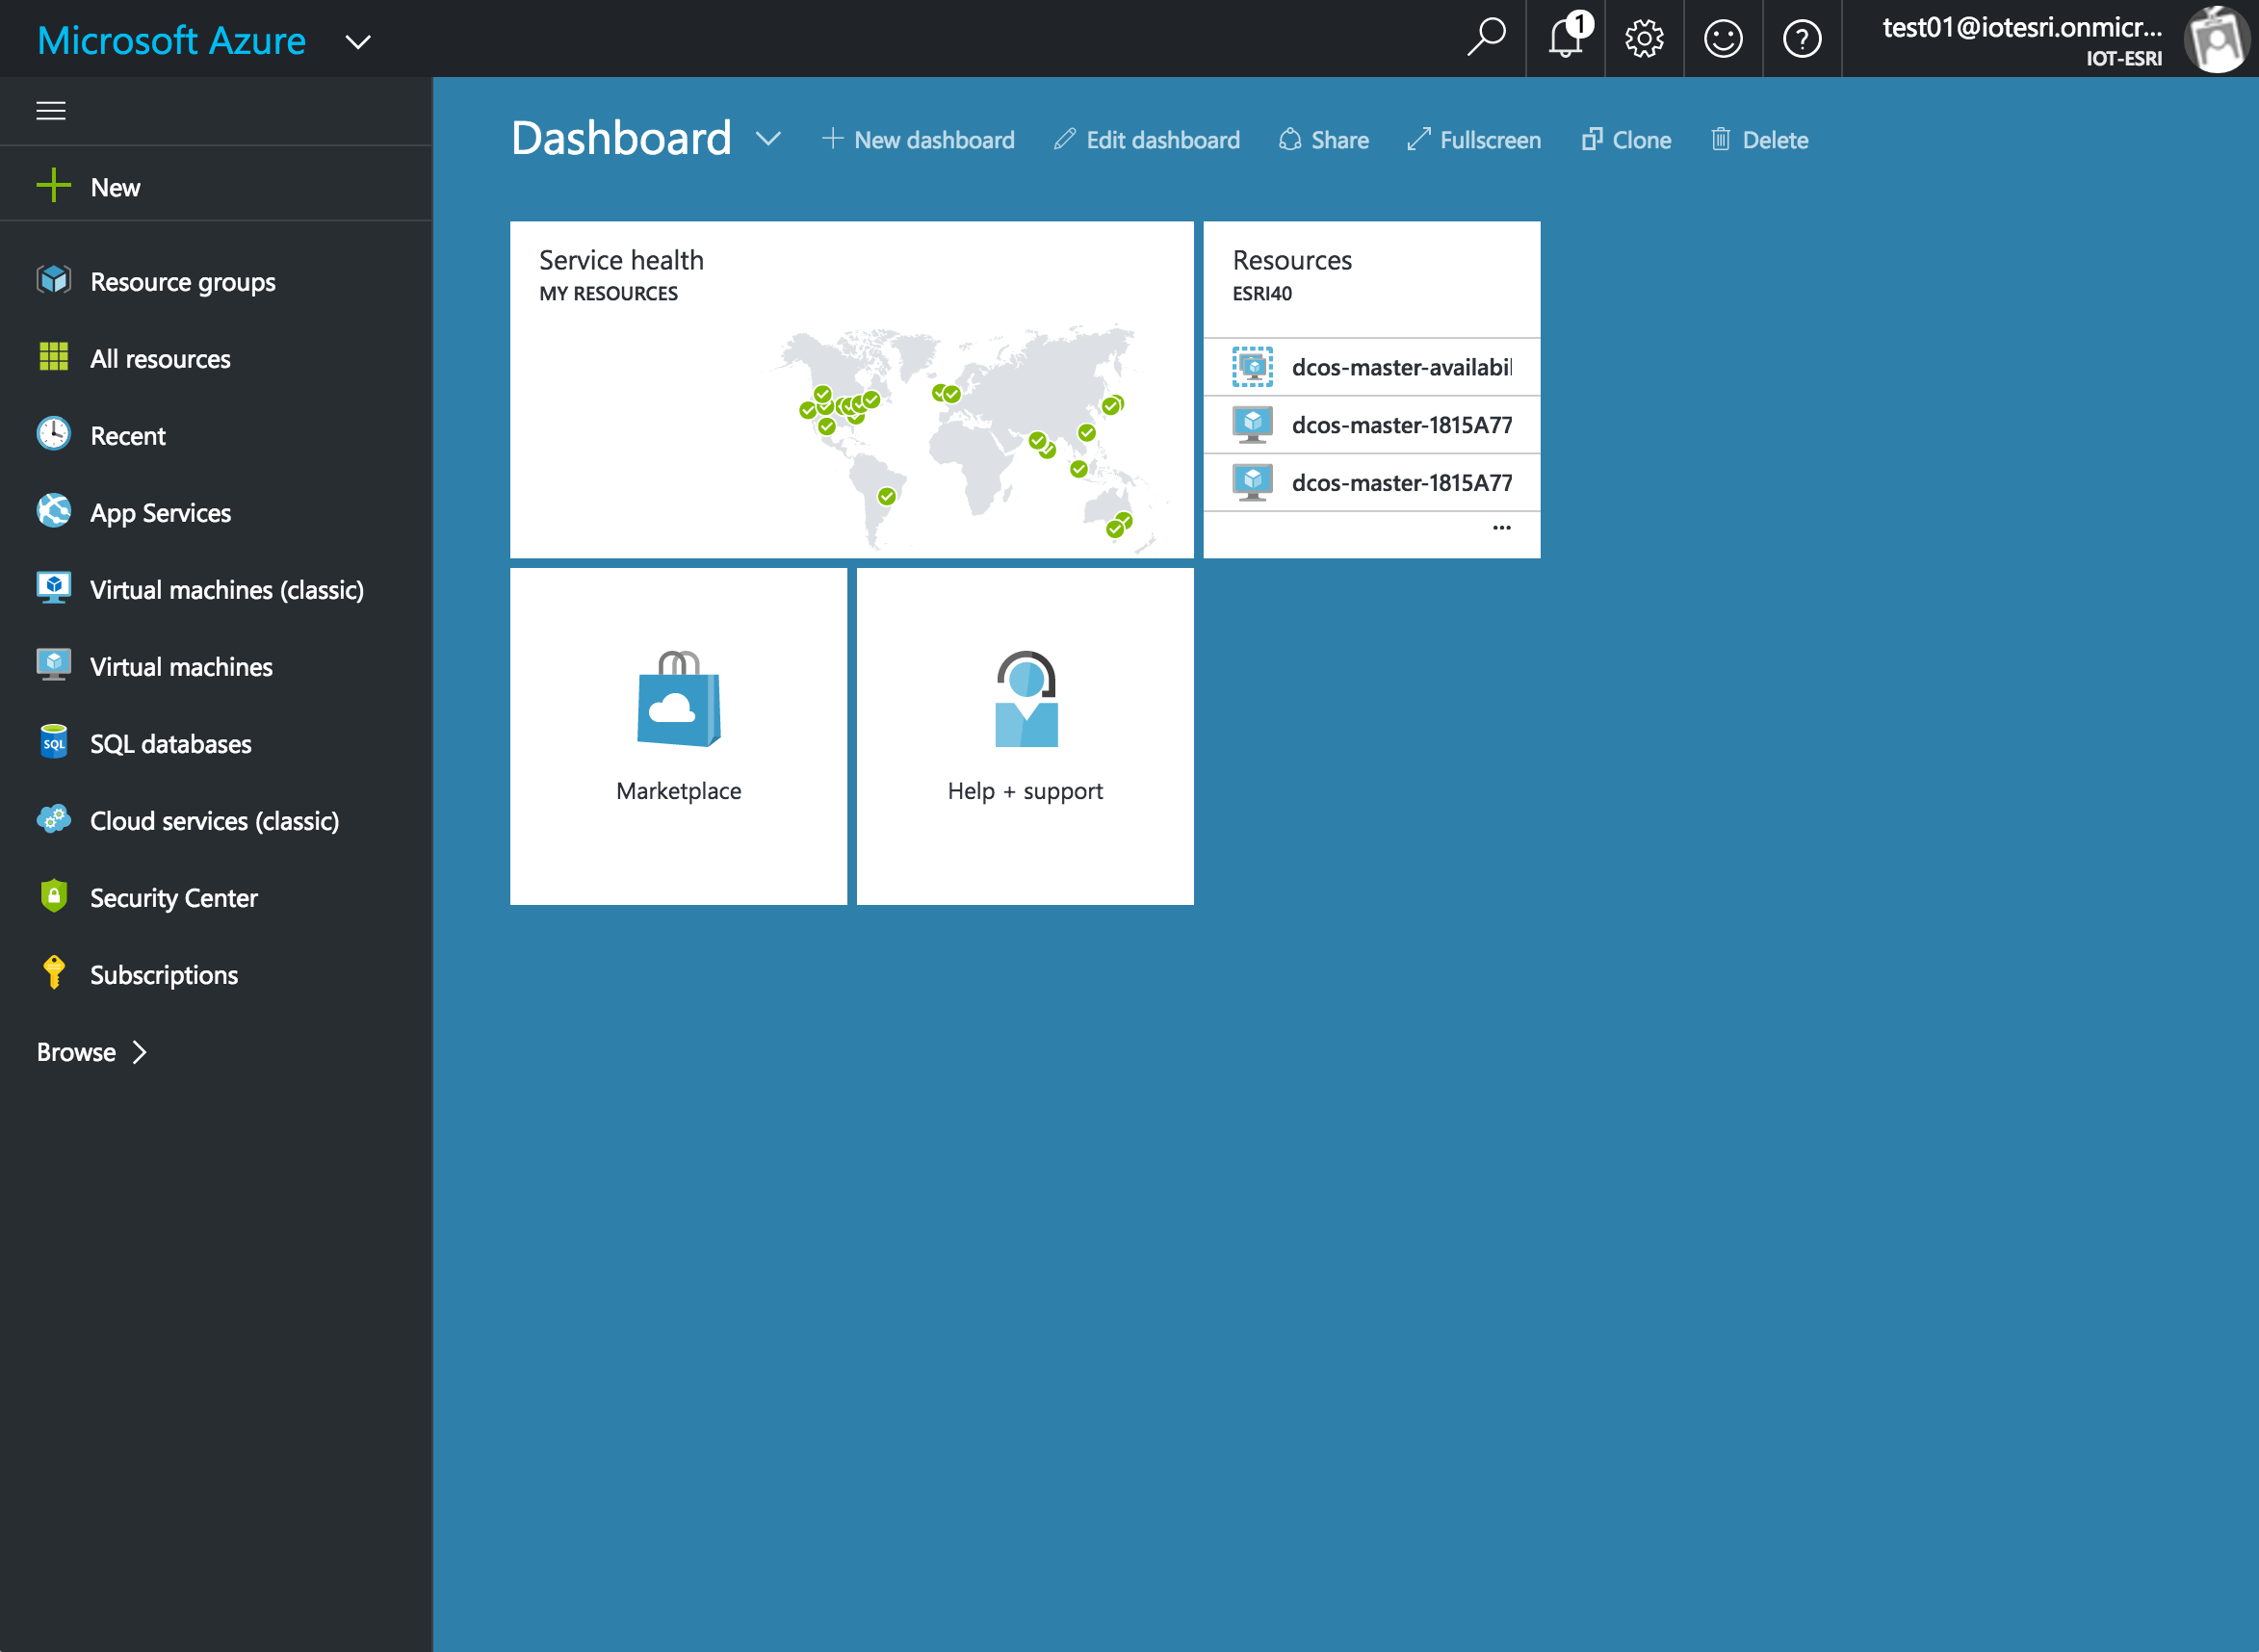 Microsoft Azure
1
test01@iotesri.onmicr...
IOT-ESRI
New
Resource groups
All resources
Recent
App Services
Virtual machines (classic)
Virtual machines
SQL
SQL databases
Cloud services (classic)
Security Center
Subscriptions
Browse
Dashboard
New dashboard
Edit dashboard
Share
Fullscreen
Clone
Delete
Service health
MY RESOURCES
Resources
ESRI40
dcos-master-availabil
dcos-master-1815A77
dcos-master-1815A77
...
Marketplace
Help + support